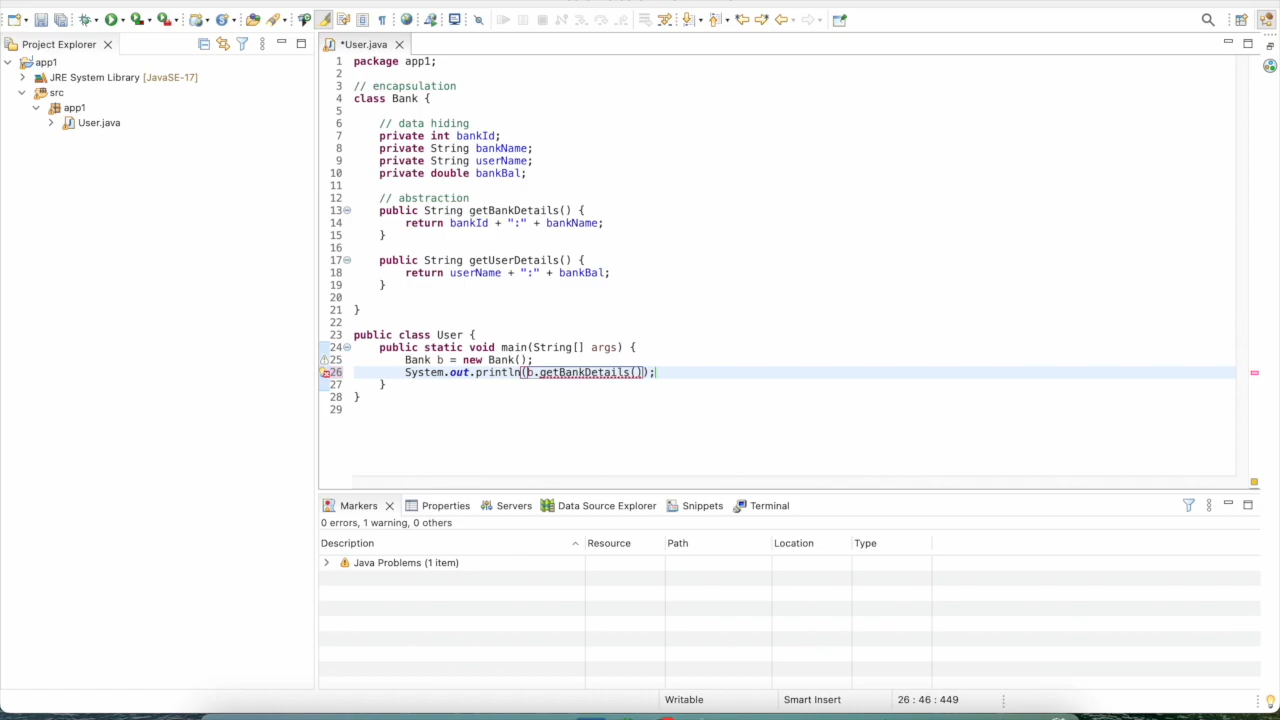 Project Explorer
*User.java
app1
JRE System Library [JavaSE-17]
src
app1
User.java
1 package app1;
2
3 // encapsulation
4 class Bank {
5
6 // data hiding
7 private int bankId;
8 private String bankName;
9 private String userName;
10 private double bankBal;
11
12 // abstraction
13 public String getBankDetails() {
14 return bankId + ":" + bankName;
15 }
16
17 public String getUserDetails() {
18 return userName + ":" + bankBal;
19 }
20
21 }
22
23 public class User {
24 public static void main(String[] args) {
25 Bank b = new Bank();
26 System.out.println(b.getBankDetails());
27 }
28 }
29
Markers Properties Servers Data Source Explorer Snippets Terminal
0 errors, 1 warning, 0 others
Description Resource Path Location Type
Java Problems (1 item)
Writable Smart Insert 26 : 46 : 449